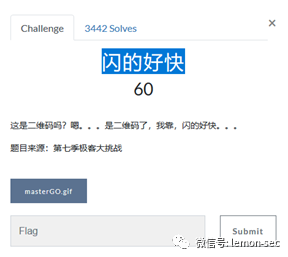 Challenge
3442 Solves
×
闪的好快
60
这是二维码吗？嗯。。。是二维码了，我靠，闪的好快。。。
题目来源：第七季极客大挑战
masterGO.gif
Flag
Submit
微信号: lemon-sec